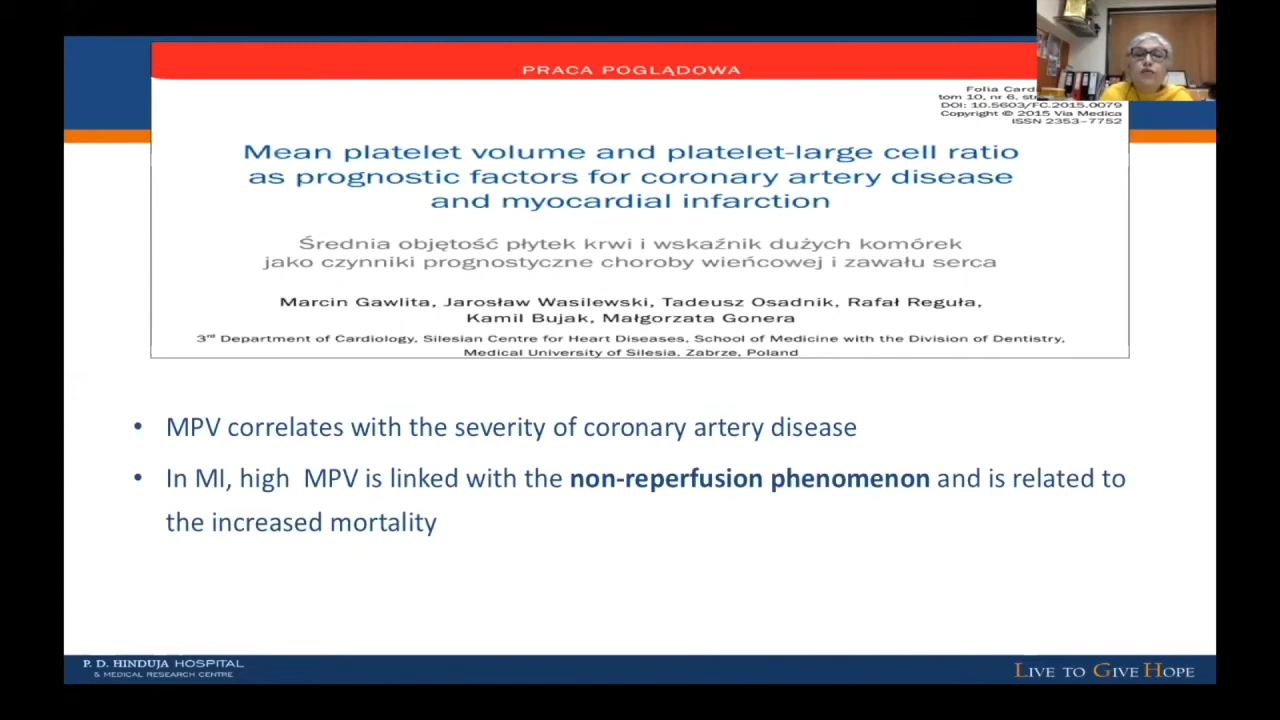 PRACA POGLĄDOWA
Folia Card
tom 10, nr 6, st
DOI: 10.5603/FC.2015.0079
Copyright © 2015 Via Medica
ISSN 2353–7752
Mean platelet volume and platelet-large cell ratio
as prognostic factors for coronary artery disease
and myocardial infarction
Średnia objętość płytek krwi i wskaźnik dużych komórek
jako czynniki prognostyczne choroby wieńcowej i zawału serca
Marcin Gawlita, Jarosław Wasilewski, Tadeusz Osadnik, Rafał Reguła,
Kamil Bujak, Małgorzata Gonera
3rd Department of Cardiology, Silesian Centre for Heart Diseases, School of Medicine with the Division of Dentistry,
Medical University of Silesia, Zabrze, Poland
• MPV correlates with the severity of coronary artery disease
• In MI, high MPV is linked with the non-reperfusion phenomenon and is related to
the increased mortality
P. D. HINDUJA HOSPITAL
& MEDICAL RESEARCH CENTRE
LIVE TO GIVE HOPE